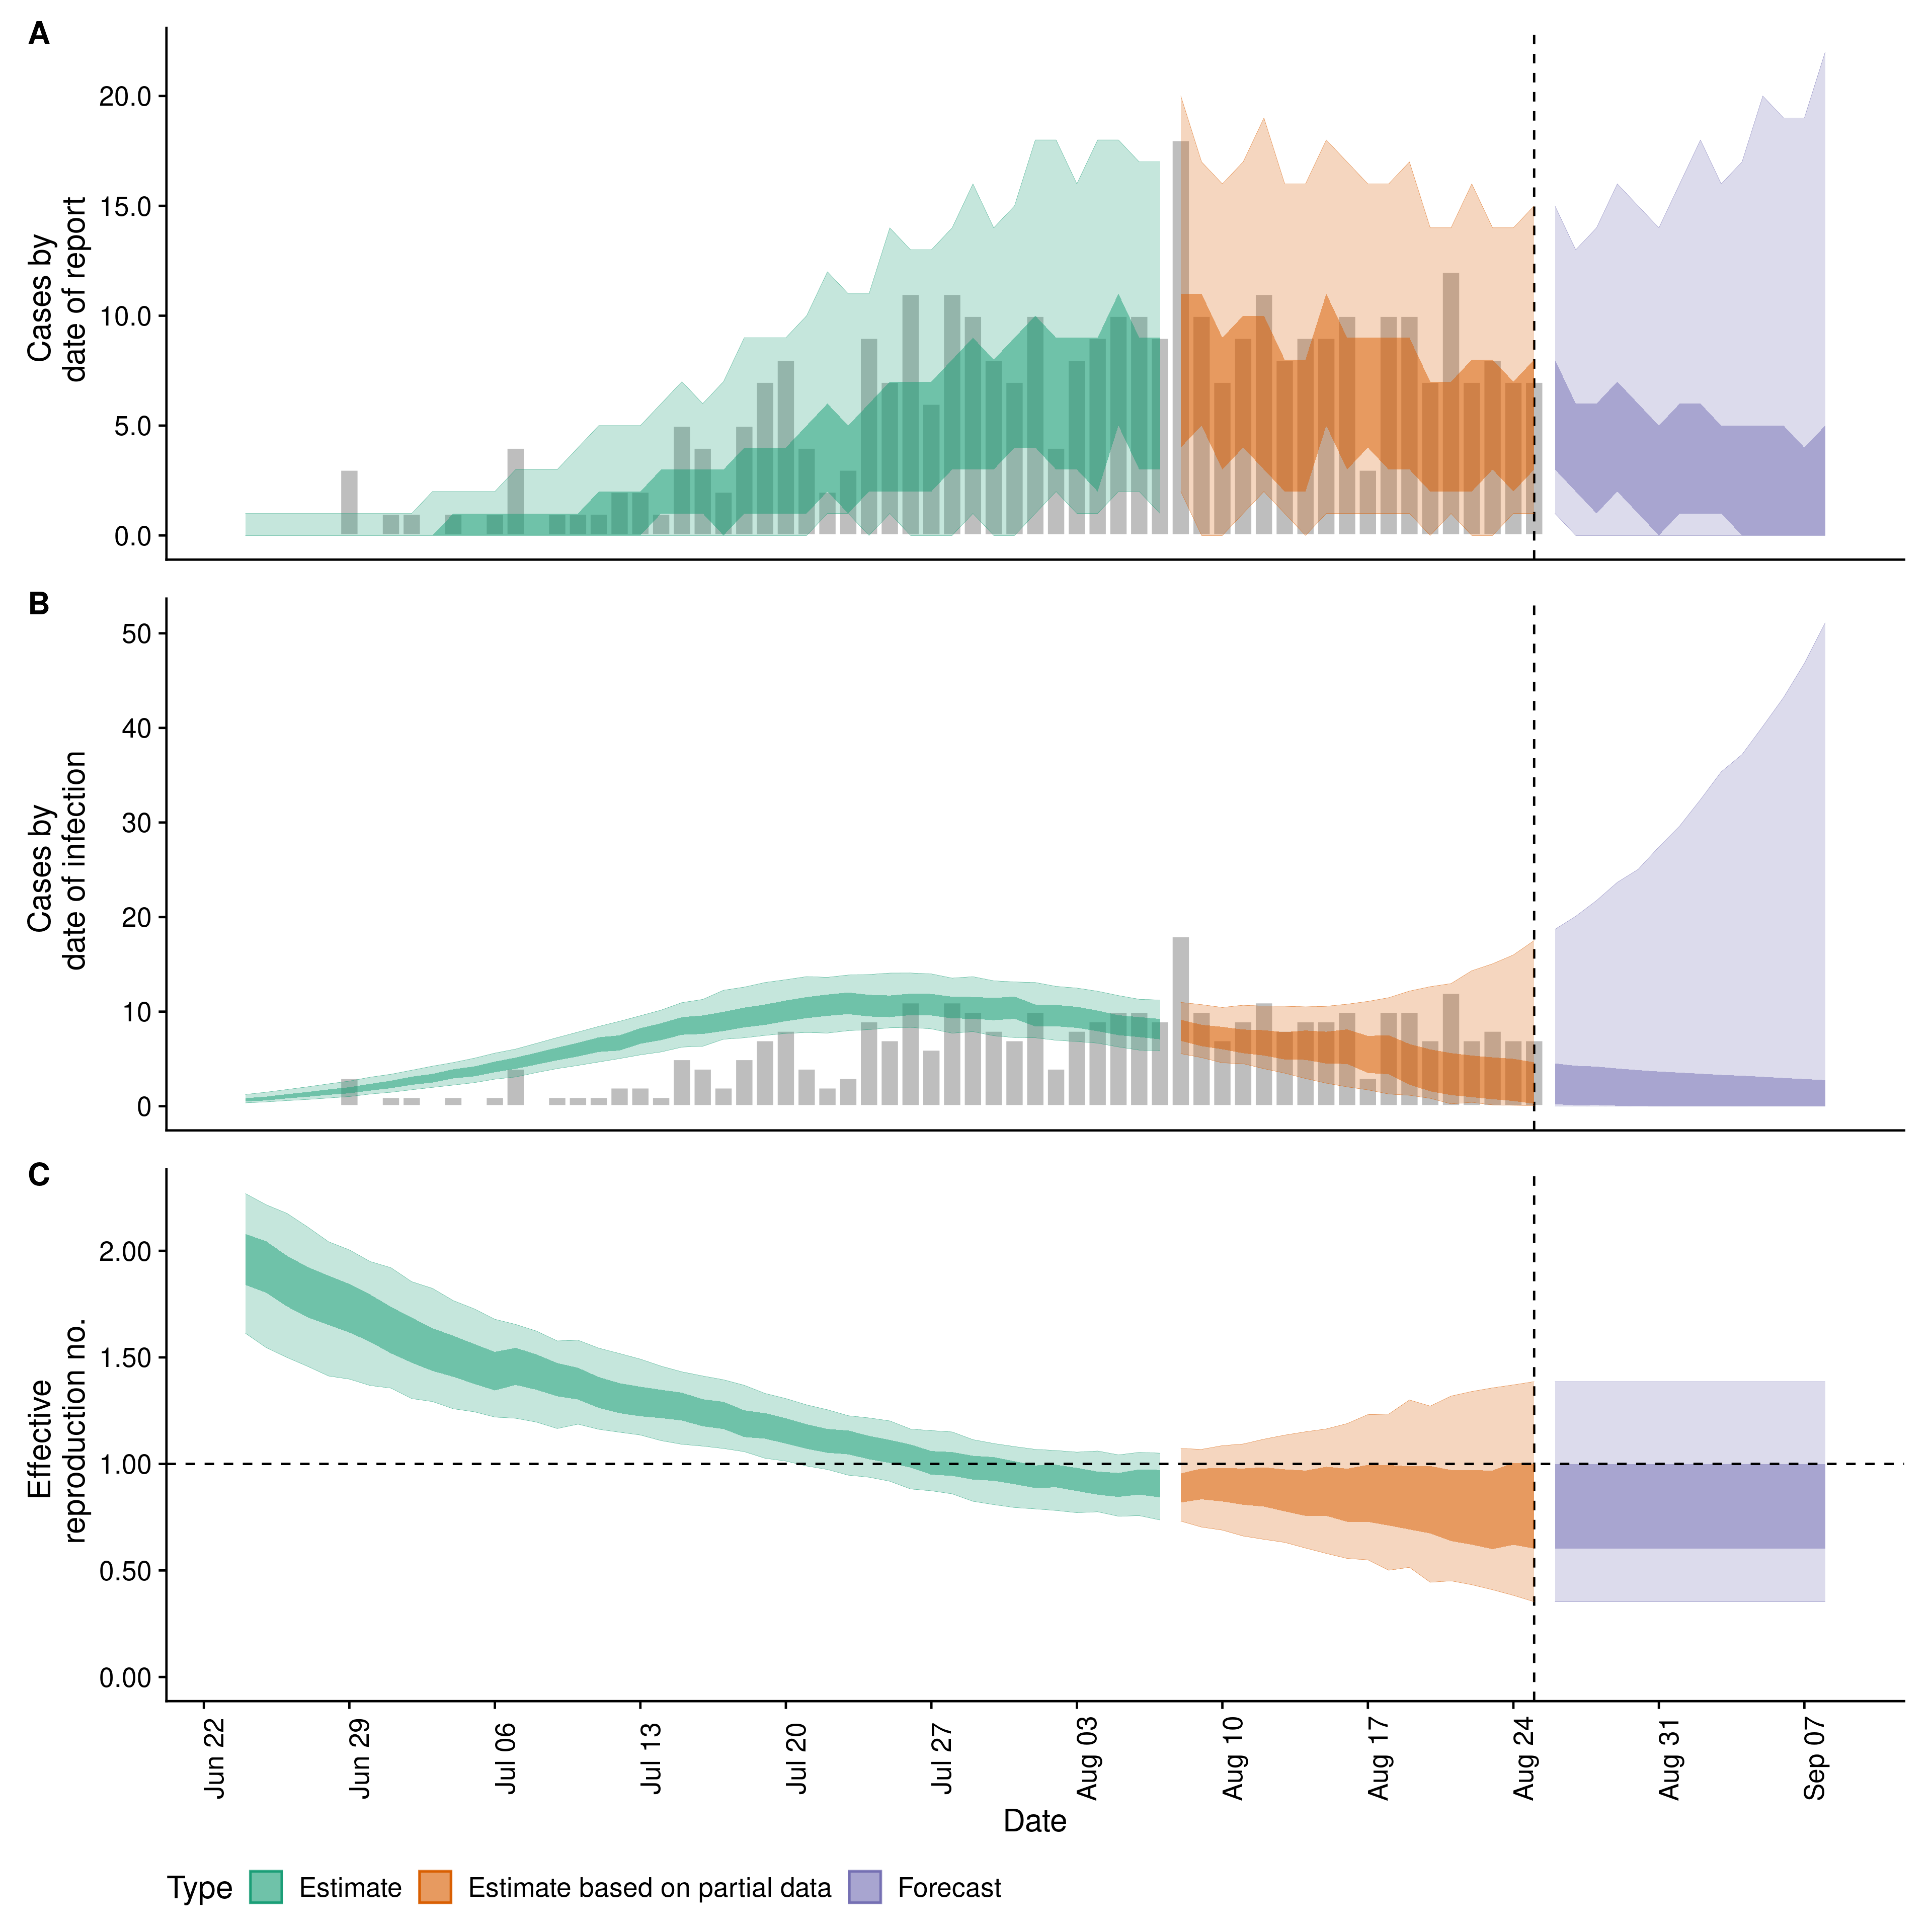 A
Cases by
date of report
20.0
15.0
10.0
5.0
0.0
B
Cases by
date of infection
50
40
30
20
10
0
C
Effective
reproduction no.
2.00
1.50
1.00
0.50
0.00
Jun 22
Jun 29
Jul 06
Jul 13
Jul 20
Jul 27
Aug 03
Aug 10
Aug 17
Aug 24
Aug 31
Sep 07
Date
Type Estimate Estimate based on partial data Forecast